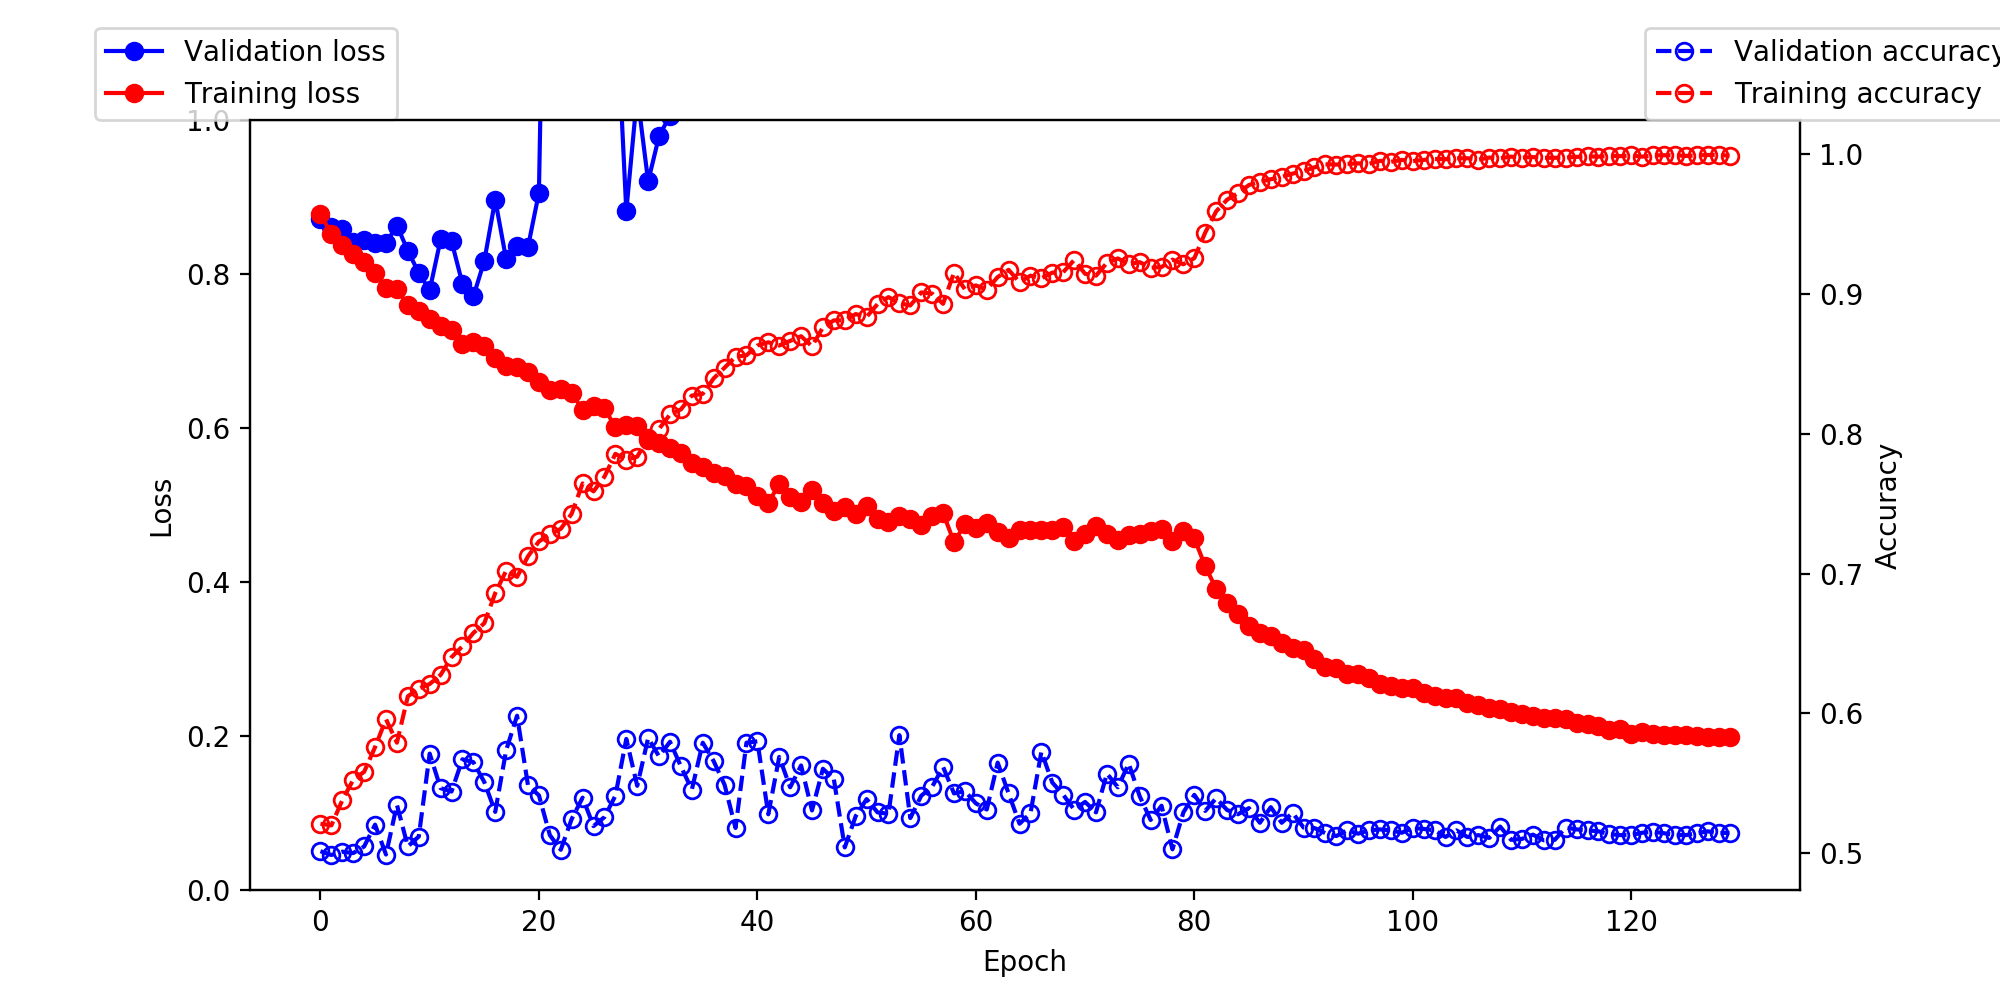 Validation loss
Training loss
Validation accuracy
Training accuracy
1.0
0.8
0.6
0.4
0.2
0.0
Loss
1.0
0.9
0.8
0.7
0.6
0.5
Accuracy
0 20 40 60 80 100 120
Epoch